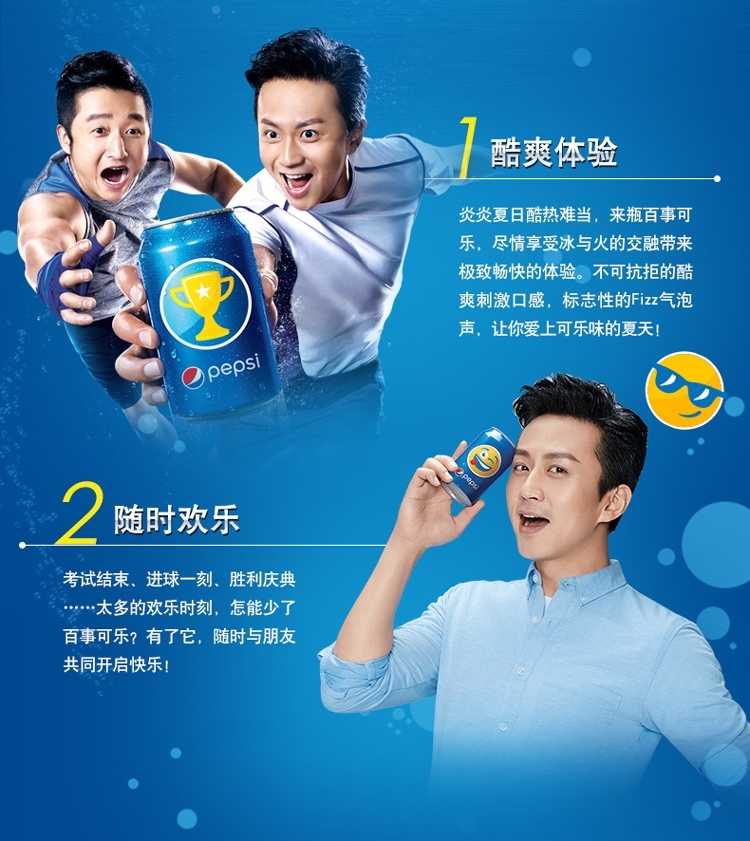 1 酷爽体验
炎炎夏日酷热难当，来瓶百事可
乐，尽情享受冰与火的交融带来
极致畅快的体验。不可抗拒的酷
爽刺激口感，标志性的Fizz气泡
声，让你爱上可乐味的夏天！
pepsi
pepsi
2 随时欢乐
考试结束、进球一刻、胜利庆典
……太多的欢乐时刻，怎能少了
百事可乐？有了它，随时与朋友
共同开启快乐！